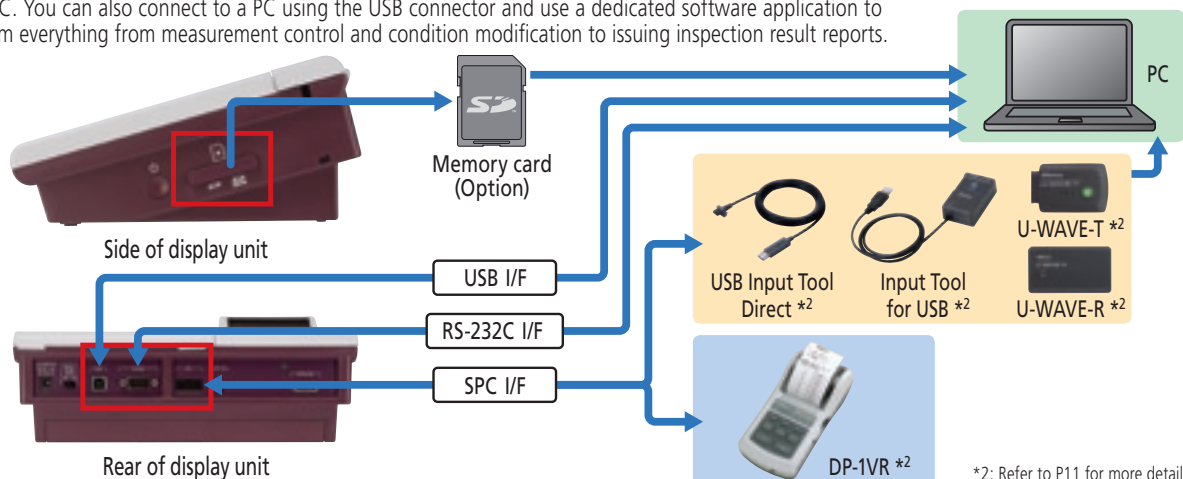 C. You can also connect to a PC using the USB connector and use a dedicated software application to
m everything from measurement control and condition modification to issuing inspection result reports.
PC
SD
Memory card
(Option)
Side of display unit
USB I/F
RS-232C I/F
SPC I/F
USB Input Tool
Direct *2
Input Tool
for USB *2
U-WAVE-T *2
U-WAVE-R *2
DP-1VR *2
Rear of display unit
*2: Refer to P11 for more detail